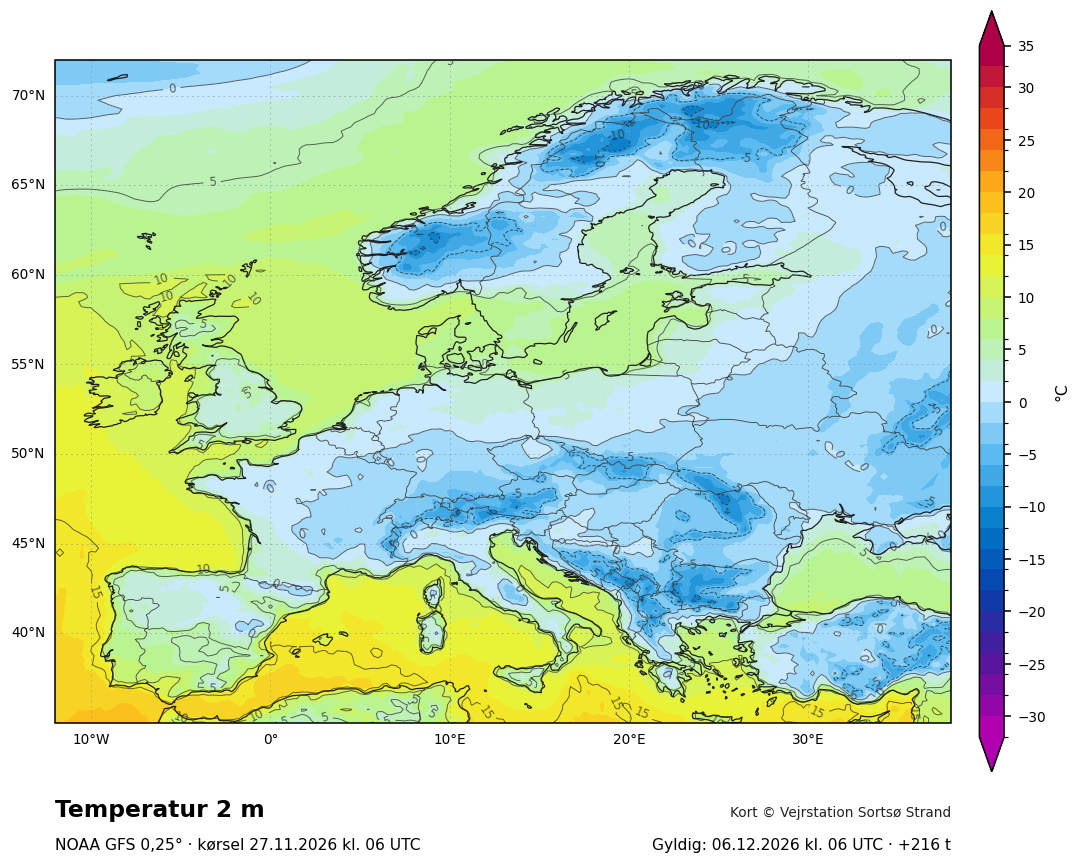 70°N
65°N
60°N
55°N
50°N
45°N
40°N
10°W
0°
10°E
20°E
30°E
35
30
25
20
15
10
5
0
−5
−10
−15
−20
−25
−30
°C
Temperatur 2 m
Kort © Vejrstation Sortsø Strand
NOAA GFS 0,25° · kørsel 27.11.2026 kl. 06 UTC
Gyldig: 06.12.2026 kl. 06 UTC · +216 t